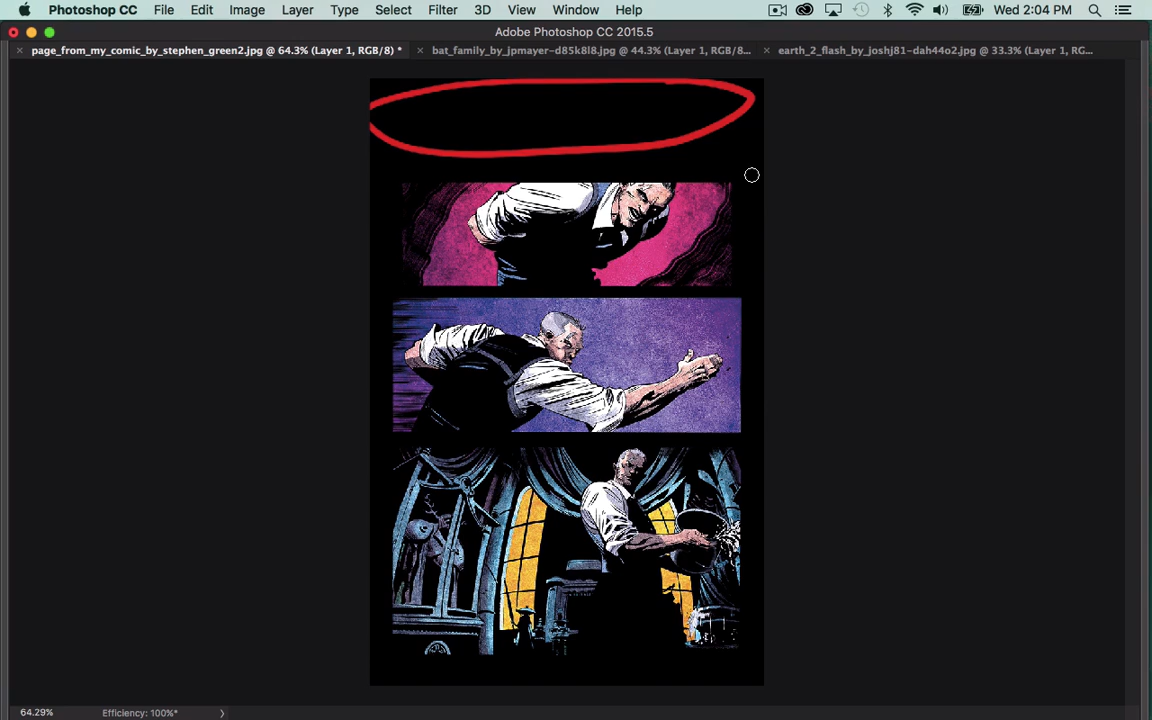 Photoshop CC File Edit Image Layer Type Select Filter 3D View Window Help Wed 2:04 PM
Adobe Photoshop CC 2015.5
page_from_my_comic_by_stephen_green2.jpg @ 64.3% (Layer 1, RGB/8) * bat_family_by_jpmayer-d85k8l8.jpg @ 44.3% (Layer 1, RGB/8... earth_2_flash_by_joshj81-dah44o2.jpg @ 33.3% (Layer 1, RG...
64.29% Efficiency: 100%*